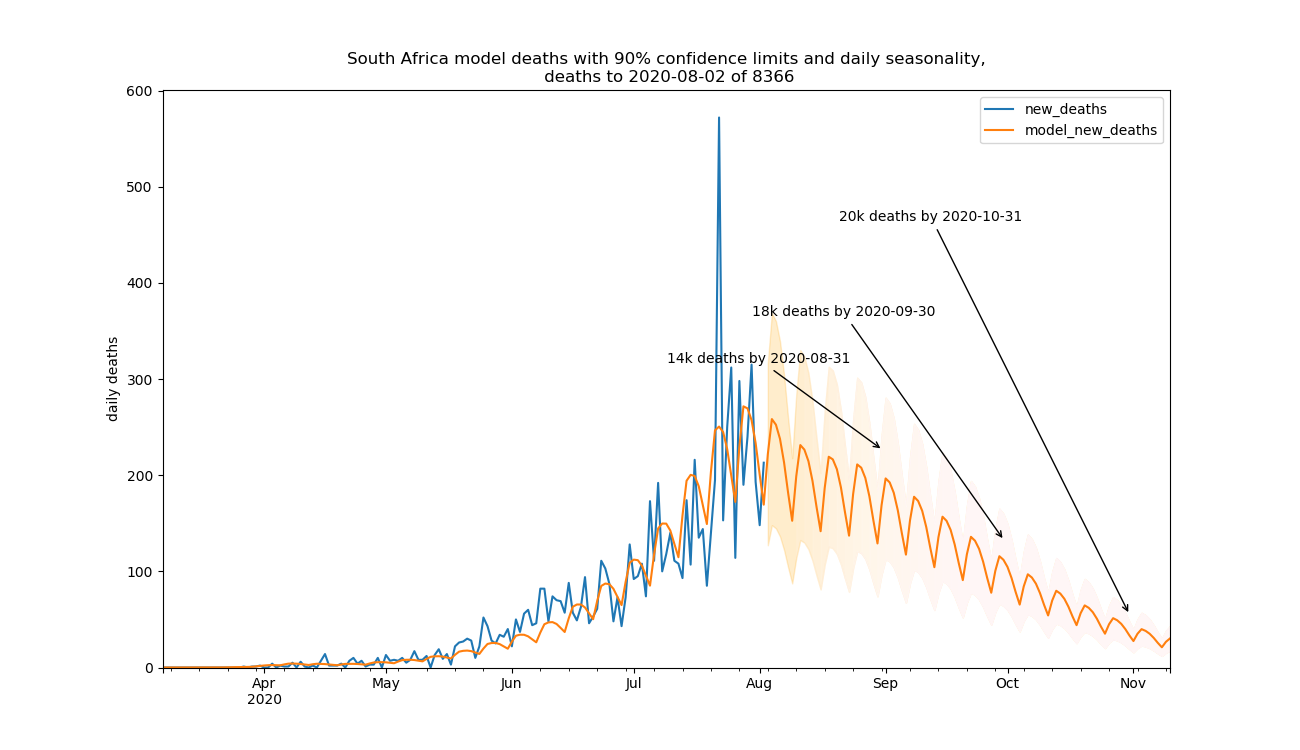 South Africa model deaths with 90% confidence limits and daily seasonality,
deaths to 2020-08-02 of 8366
600
new_deaths
model_new_deaths
500
20k deaths by 2020-10-31
400
18k deaths by 2020-09-30
14k deaths by 2020-08-31
daily deaths
300
200
100
0
Apr May Jun Jul Aug Sep Oct Nov
2020